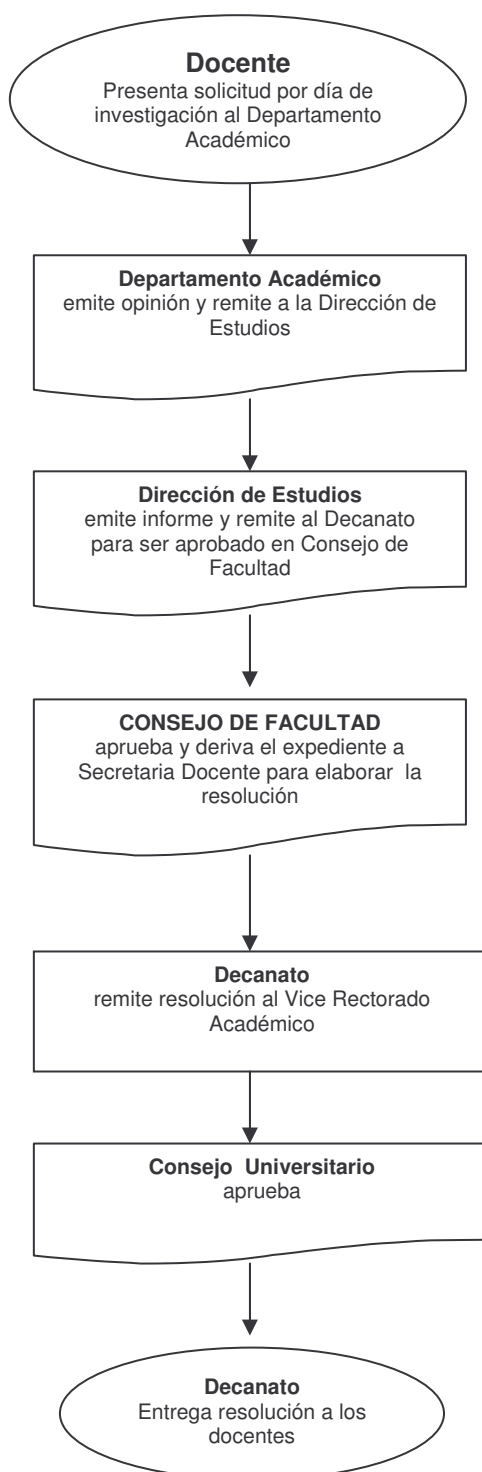 Docente
Presenta solicitud por día de
investigación al Departamento
Académico
Departamento Académico
emite opinión y remite a la Dirección de
Estudios
Dirección de Estudios
emite informe y remite al Decanato
para ser aprobado en Consejo de
Facultad
CONSEJO DE FACULTAD
aprueba y deriva el expediente a
Secretaria Docente para elaborar la
resolución
Decanato
remite resolución al Vice Rectorado
Académico
Consejo Universitario
aprueba
Decanato
Entrega resolución a los
docentes